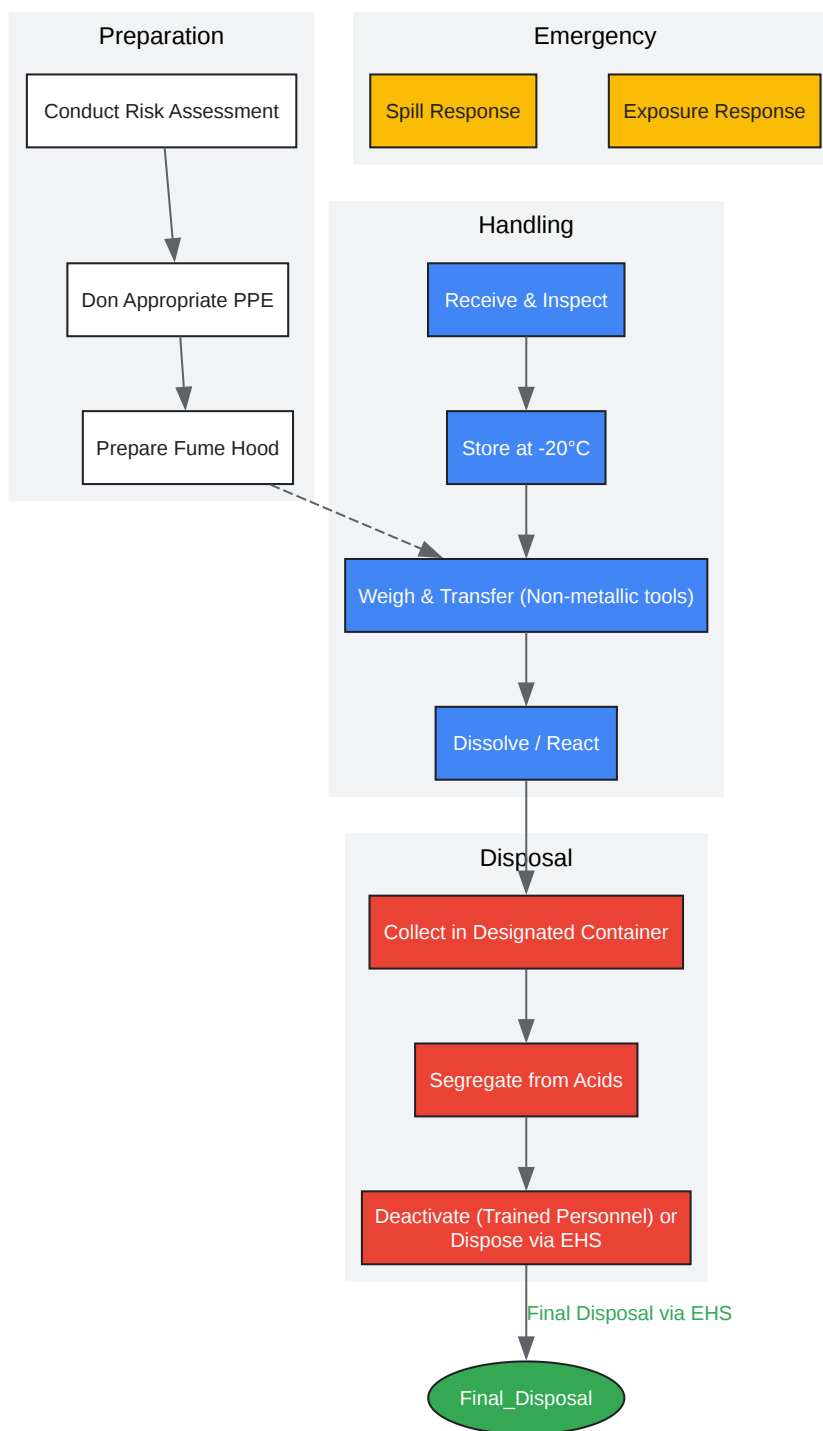 Preparation
Conduct Risk Assessment
Don Appropriate PPE
Prepare Fume Hood
Emergency
Spill Response
Exposure Response
Handling
Receive & Inspect
Store at -20°C
Weigh & Transfer (Non-metallic tools)
Dissolve / React
Disposal
Collect in Designated Container
Segregate from Acids
Deactivate (Trained Personnel) or
Dispose via EHS
Final Disposal via EHS
Final_Disposal